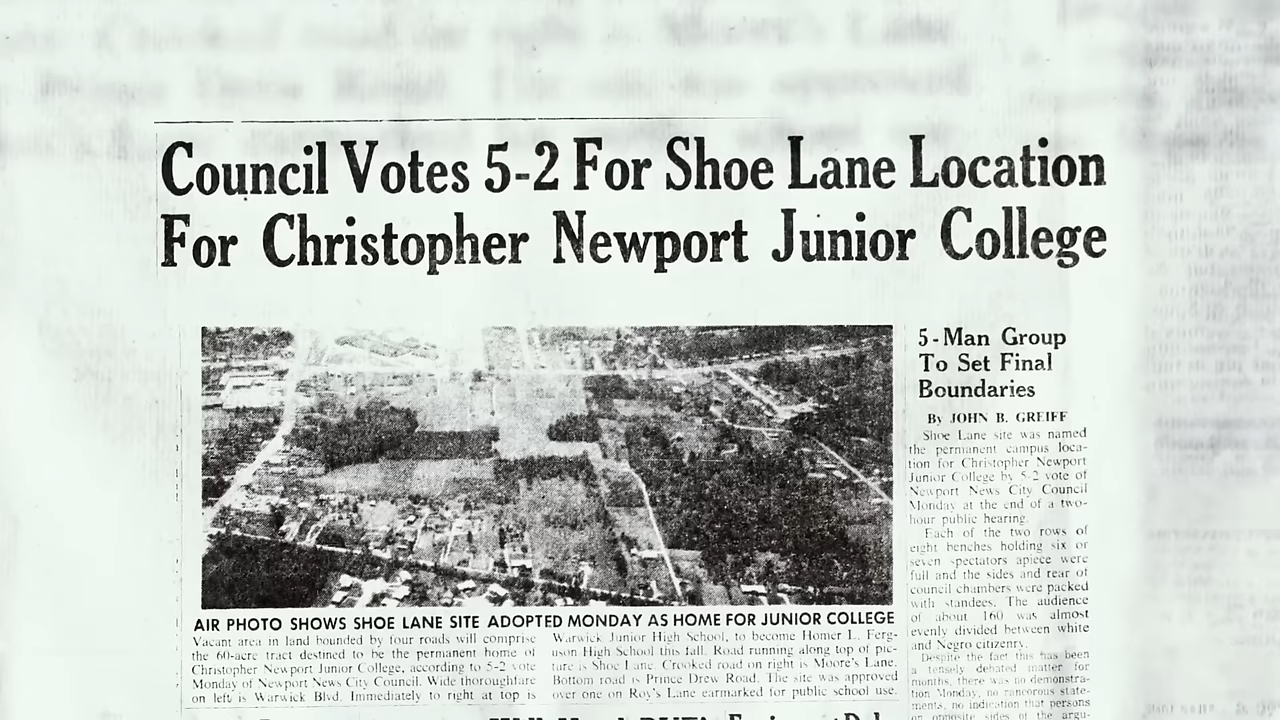 Council Votes 5-2 For Shoe Lane Location
For Christopher Newport Junior College
AIR PHOTO SHOWS SHOE LANE SITE ADOPTED MONDAY AS HOME FOR JUNIOR COLLEGE
Vacant area in land bounded by four roads will comprise
the 60-acre tract destined to be the permanent home of
Christopher Newport Junior College, according to 5-2 vote
Monday of Newport News City Council. Wide thoroughfare
on left is Warwick Blvd. Immediately to right at top is
Warwick Junior High School, to become Homer L. Ferg-
uson High School this fall. Road running along top of pic-
ture is Shoe Lane. Crooked road on right is Moore's Lane.
Bottom road is Prince Drew Road. The site was approved
over one on Roy's Lane earmarked for public school use.
5-Man Group
To Set Final
Boundaries
By JOHN B. GREIFF
Shoe Lane site was named
the permanent campus loca-
tion for Christopher Newport
Junior College by 5-2 vote of
Newport News City Council
Monday at the end of a two-
hour public hearing.
Each of the two rows of
eight benches holding six or
seven spectators apiece were
full and the sides and rear of
council chambers were packed
with standees. The audience
of about 160 was almost
evenly divided between white
and Negro citizenry.
Despite the fact this has been
a tensely debated matter for
months, there was no demonstra-
tion Monday, no rancorous state-
ments, no indication that persons
on opposite sides of the argu-